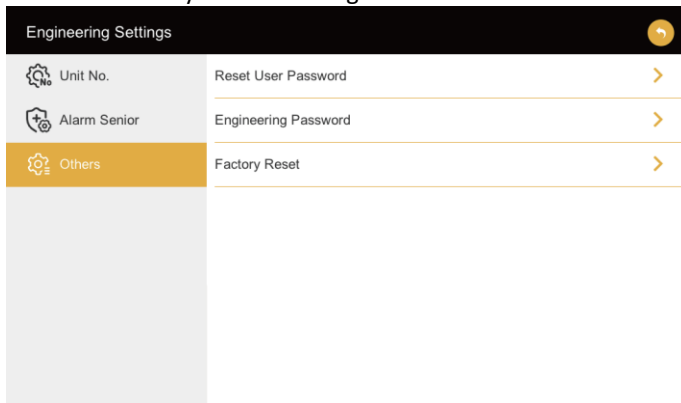 Engineering Settings
Unit No.
Alarm Senior
Others
Reset User Password
Engineering Password
Factory Reset